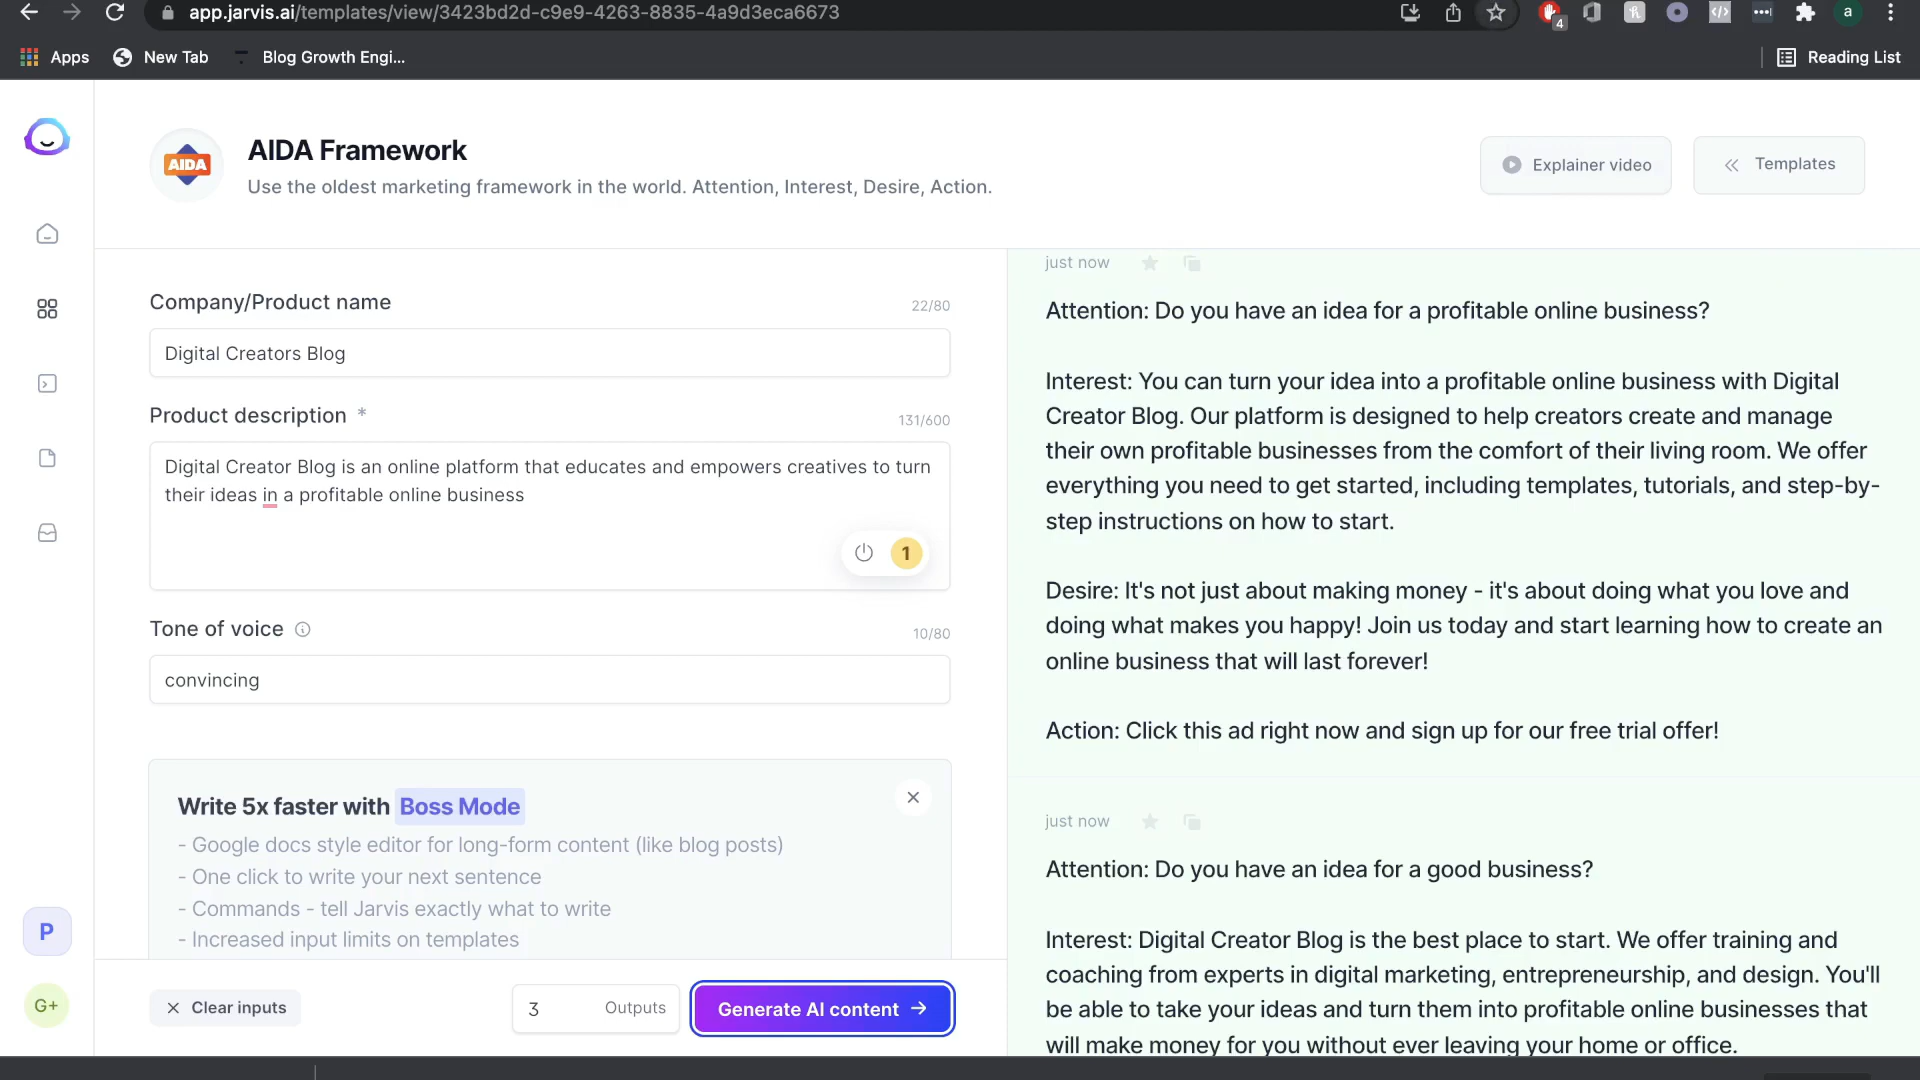 app.jarvis.ai/templates/view/3423bd2d-c9e9-4263-8835-4a9d3eca6673
4
a
Apps
New Tab
Blog Growth Engi...
Reading List
AIDA
AIDA Framework
Use the oldest marketing framework in the world. Attention, Interest, Desire, Action.
Explainer video
Templates
Company/Product name
22/80
Digital Creators Blog
Product description *
131/600
Digital Creator Blog is an online platform that educates and empowers creatives to turn
their ideas in a profitable online business
1
Tone of voice
10/80
convincing
Write 5x faster with Boss Mode
- Google docs style editor for long-form content (like blog posts)
- One click to write your next sentence
- Commands - tell Jarvis exactly what to write
- Increased input limits on templates
P
G+
Clear inputs
3 Outputs
Generate AI content
just now
Attention: Do you have an idea for a profitable online business?
Interest: You can turn your idea into a profitable online business with Digital
Creator Blog. Our platform is designed to help creators create and manage
their own profitable businesses from the comfort of their living room. We offer
everything you need to get started, including templates, tutorials, and step-by-
step instructions on how to start.
Desire: It's not just about making money - it's about doing what you love and
doing what makes you happy! Join us today and start learning how to create an
online business that will last forever!
Action: Click this ad right now and sign up for our free trial offer!
just now
Attention: Do you have an idea for a good business?
Interest: Digital Creator Blog is the best place to start. We offer training and
coaching from experts in digital marketing, entrepreneurship, and design. You'll
be able to take your ideas and turn them into profitable online businesses that
will make money for you without ever leaving your home or office.